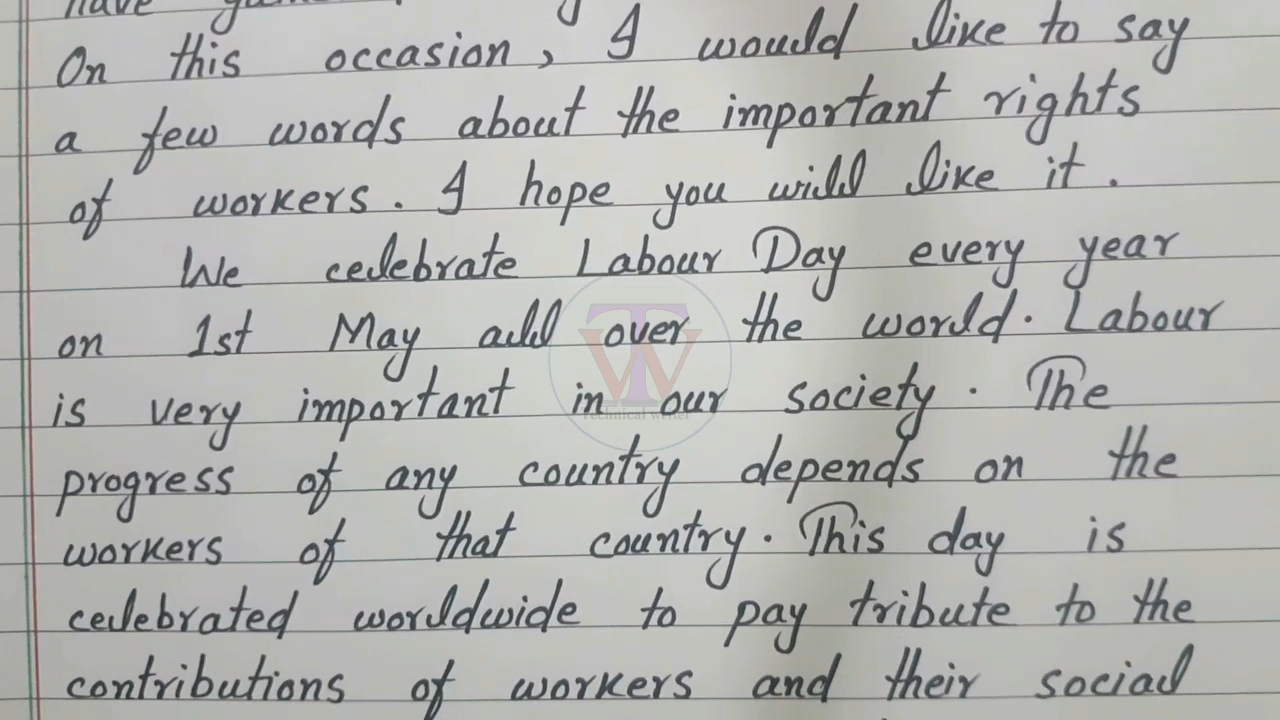 On this occasion, I would like to say
a few words about the important rights
of workers. I hope you will like it.
We celebrate Labour Day every year
on 1st May all over the world. Labour
is very important in our society. The
Technical writer
progress of any country depends on the
workers of that country. This day is
celebrated worldwide to pay tribute to the
contributions of workers and their social